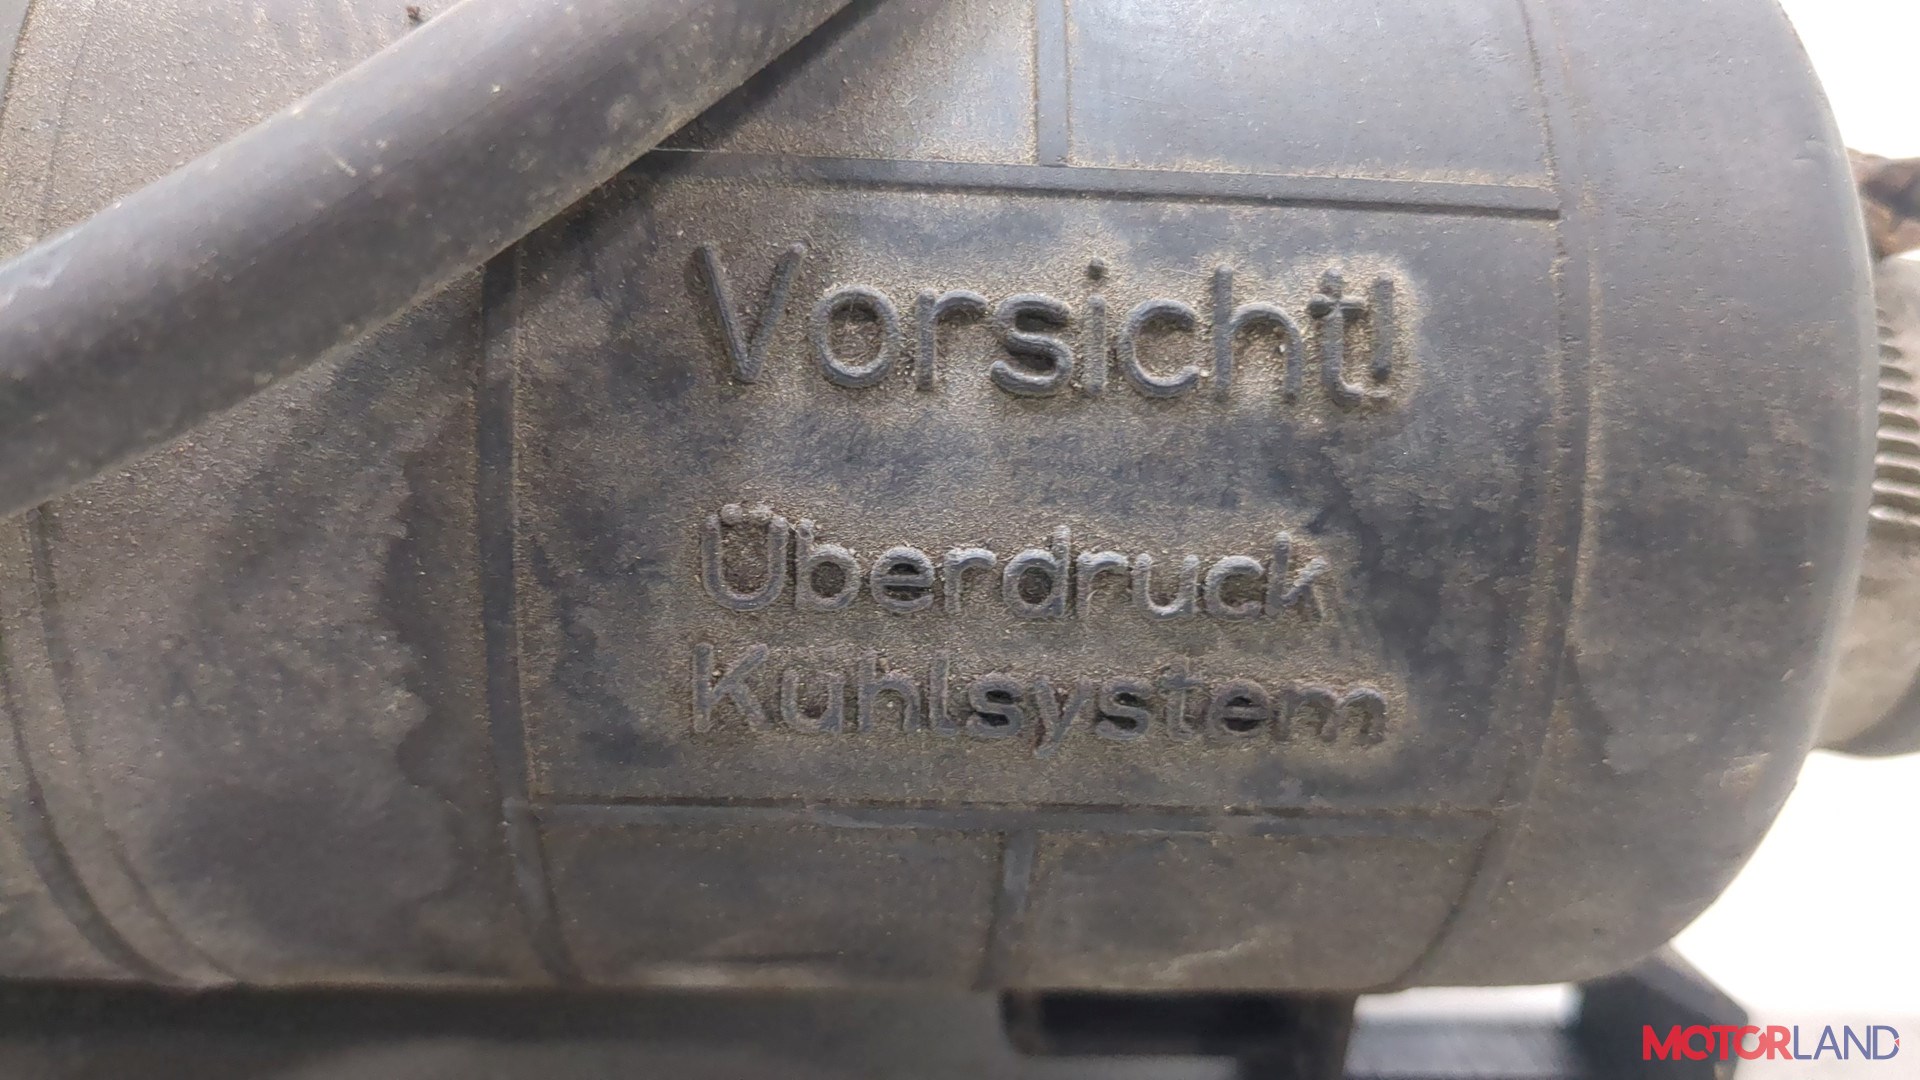 Vorsicht!
Überdruck
Kühlsystem
MOTORLAND